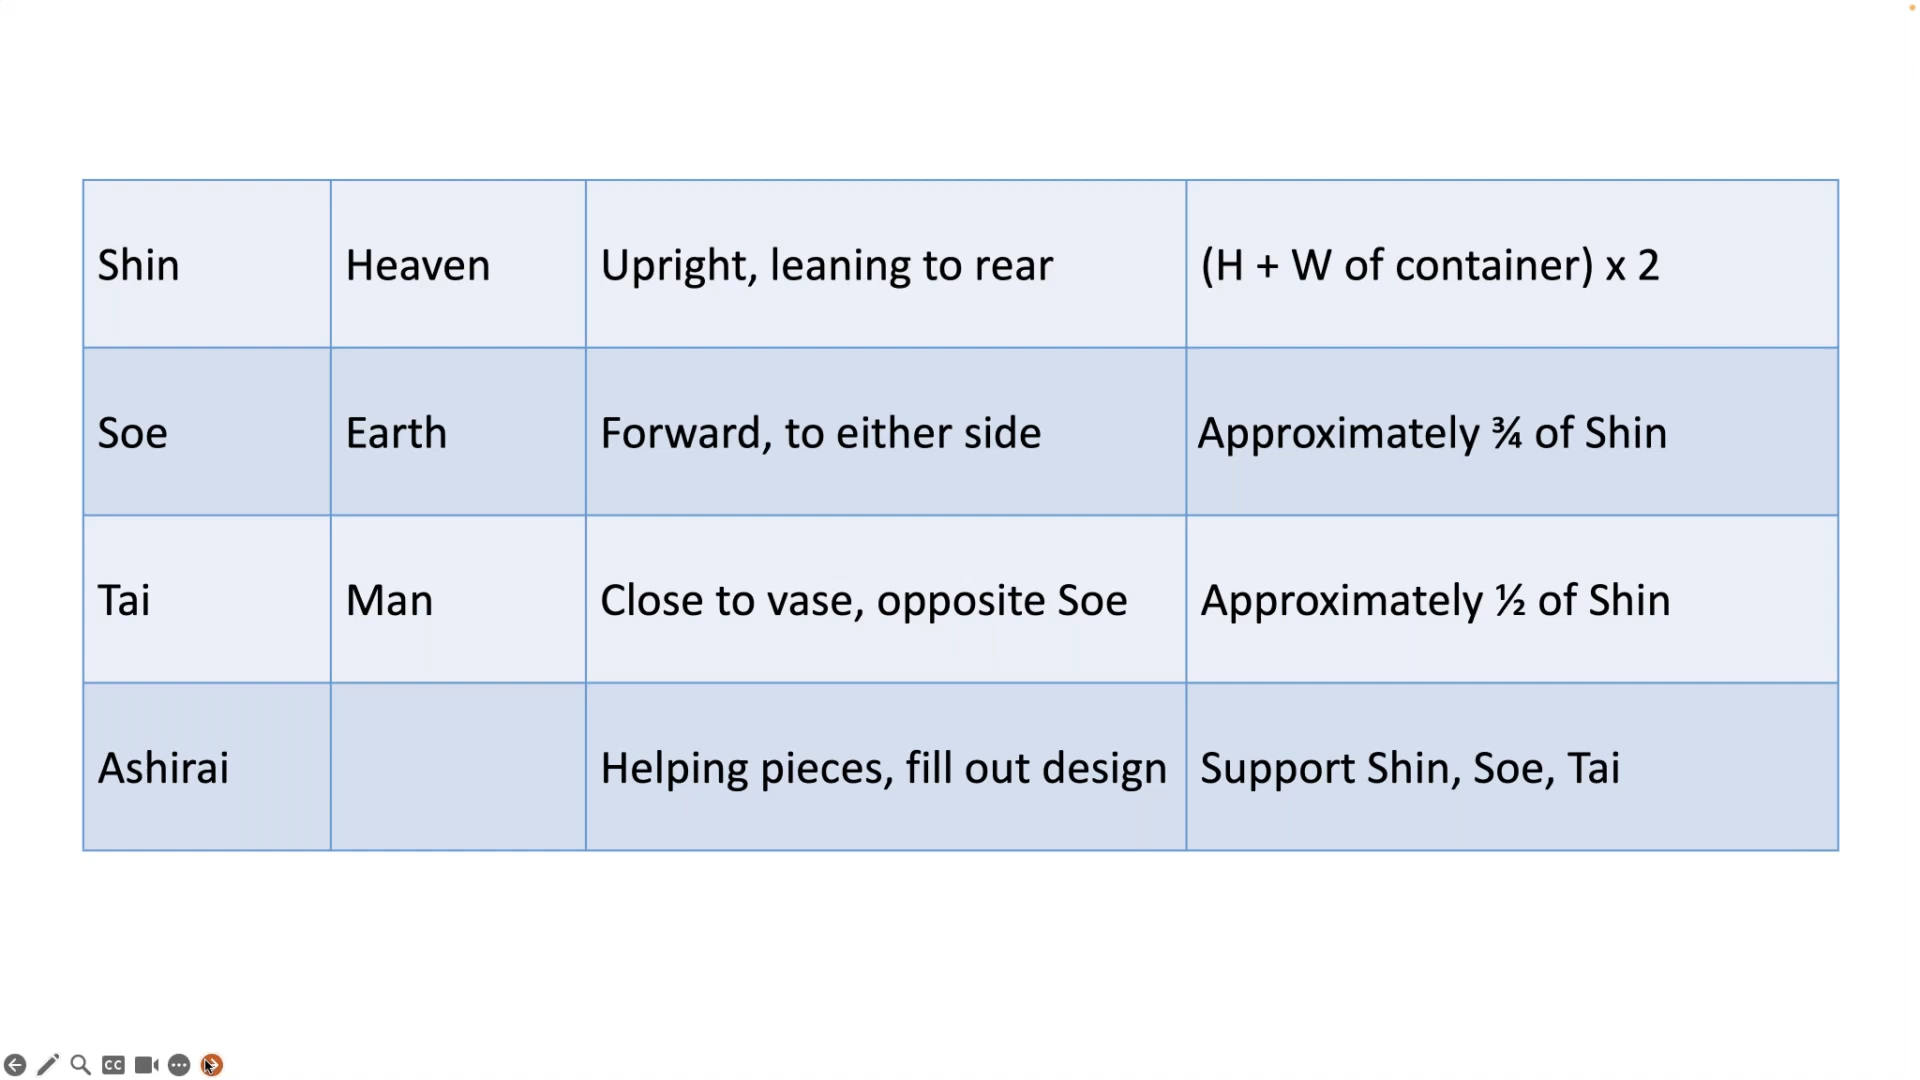 Shin Heaven Upright, leaning to rear (H + W of container) x 2
Soe Earth Forward, to either side Approximately ¾ of Shin
Tai Man Close to vase, opposite Soe Approximately ½ of Shin
Ashirai Helping pieces, fill out design Support Shin, Soe, Tai
CC